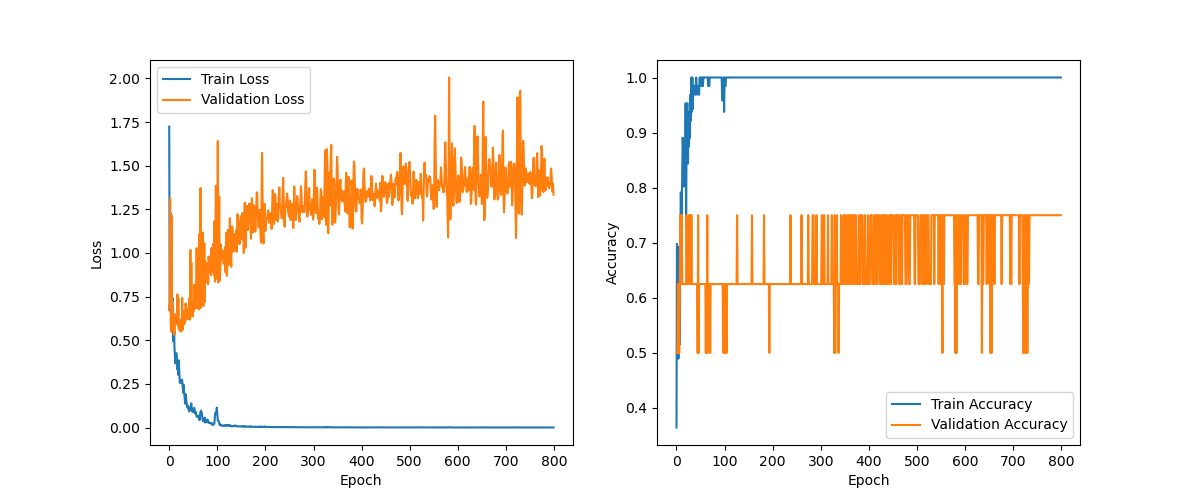 2.00
1.75
1.50
1.25
1.00
0.75
0.50
0.25
0.00
Loss
Train Loss
Validation Loss
0 100 200 300 400 500 600 700 800
Epoch
1.0
0.9
0.8
0.7
0.6
0.5
0.4
Accuracy
Train Accuracy
Validation Accuracy
0 100 200 300 400 500 600 700 800
Epoch